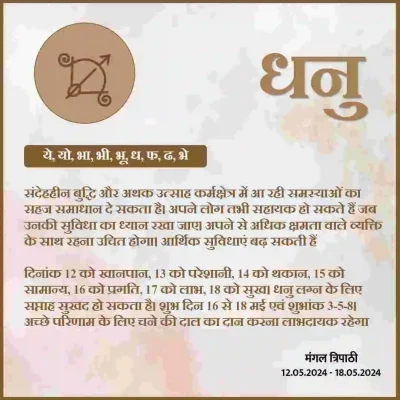 धनु
ये, यो, भा, भी, भू, ध, फ, ढ, भे
संदेहहीन बुद्धि और अथक उत्साह कर्मक्षेत्र में आ रही समस्याओं का
सहज समाधान दे सकता है। अपने लोग तभी सहायक हो सकते हैं जब
उनकी सुविधा का ध्यान रखा जाए। अपने से अधिक क्षमता वाले व्यक्ति
के साथ रहना उचित होगा। आर्थिक सुविधाएं बढ़ सकती हैं
दिनांक 12 को खानपान, 13 को परेशानी, 14 को थकान, 15 को
सामान्य, 16 को प्रगति, 17 को लाभ, 18 को सुख। धनु लग्न के लिए
सप्ताह सुखद हो सकता है। शुभ दिन 16 से 18 मई एवं शुभांक 3-5-8।
अच्छे परिणाम के लिए चने की दाल का दान करना लाभदायक रहेगा
मंगल त्रिपाठी
12.05.2024 - 18.05.2024